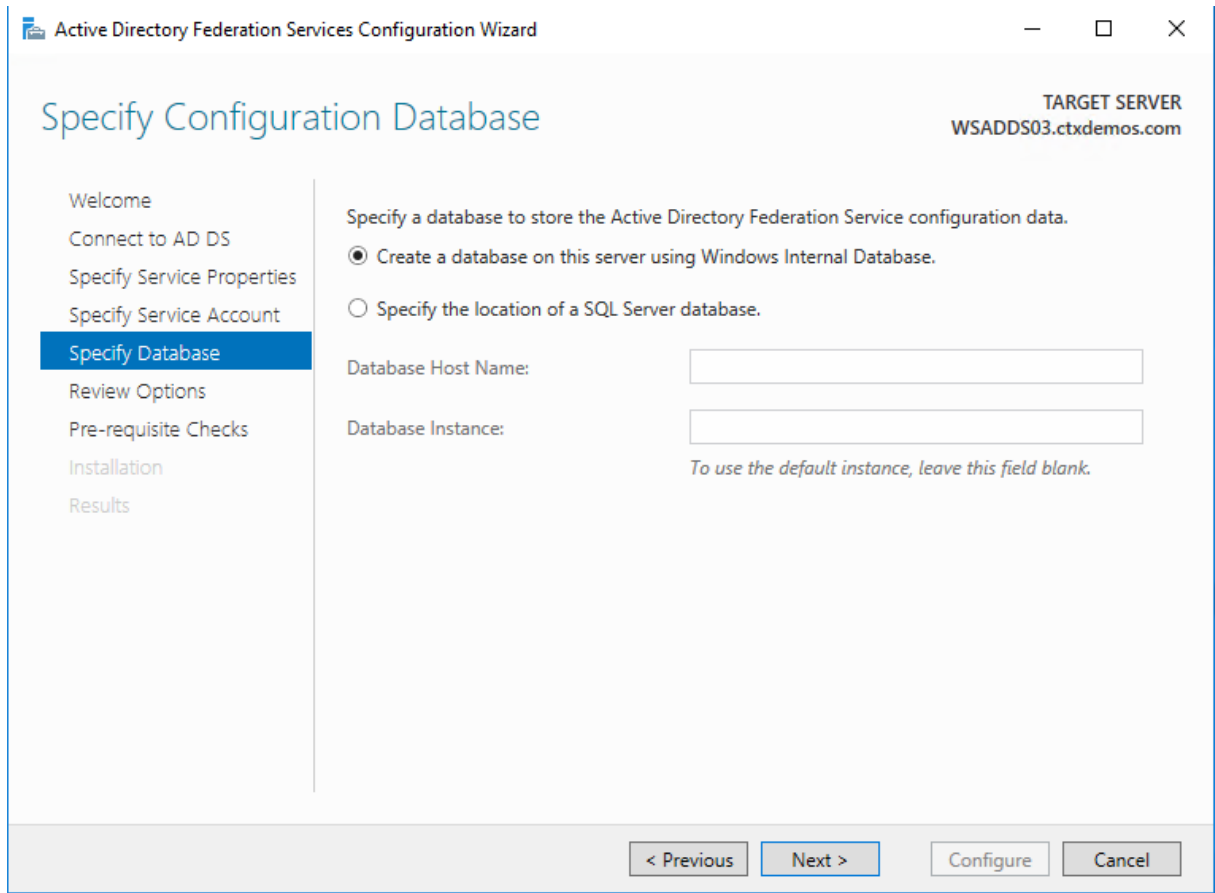 Active Directory Federation Services Configuration Wizard
Specify Configuration Database
TARGET SERVER
WSADDS03.ctxdemos.com
Welcome
Connect to AD DS
Specify Service Properties
Specify Service Account
Specify Database
Review Options
Pre-requisite Checks
Installation
Results
Specify a database to store the Active Directory Federation Service configuration data.
Create a database on this server using Windows Internal Database.
Specify the location of a SQL Server database.
Database Host Name:
Database Instance:
To use the default instance, leave this field blank.
< Previous
Next >
Configure
Cancel